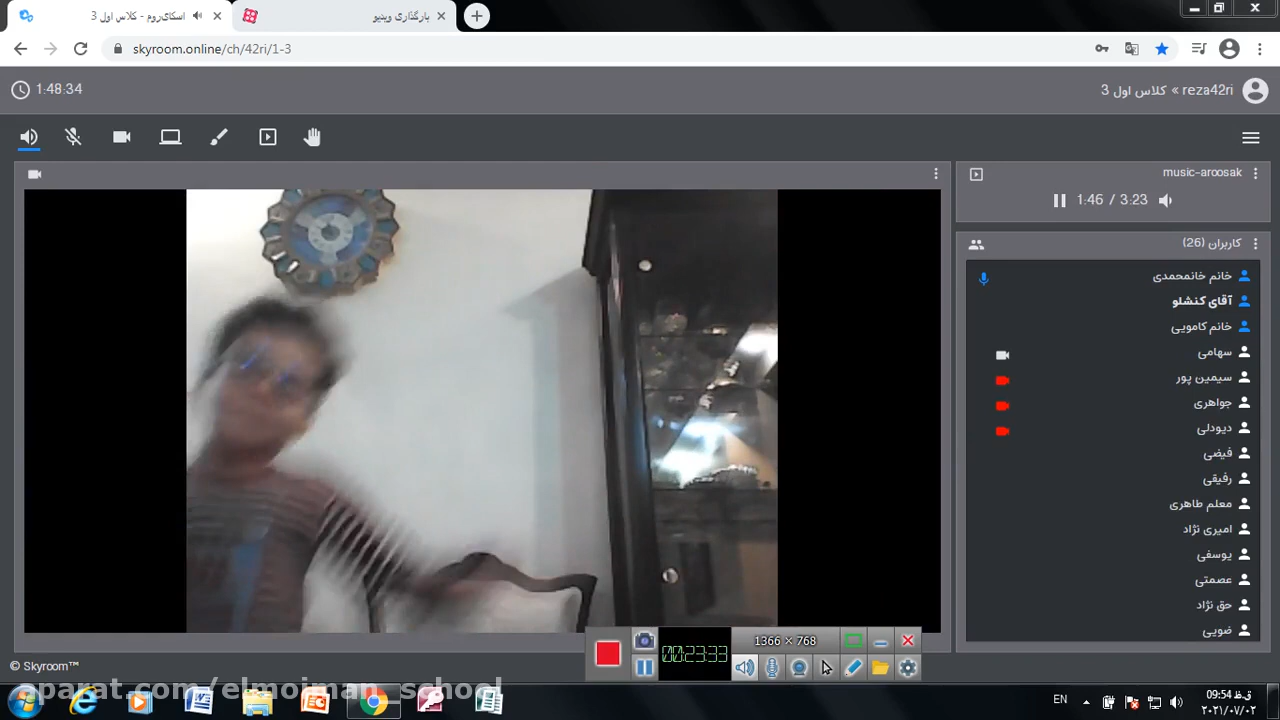 اسکای‌روم - کلاس اول 3
بارگذاری ویدیو
skyroom.online/ch/42ri/1-3
1:48:34
reza42ri » کلاس اول 3
music-aroosak
1:46 / 3:23
کاربران (26)
خانم خانمحمدی
آقای کنشلو
خانم کامویی
سهامی
سیمین پور
جواهری
دیودلی
فیضی
رفیقی
معلم طاهری
امیری نژاد
یوسفی
عصمتی
حق نژاد
ضویی
1366 × 768
00:23:33
© Skyroom™
aparat.com/elmoiman_school
EN
09:54 ق.ظ
۲۰۲۱/۰۷/۰۲